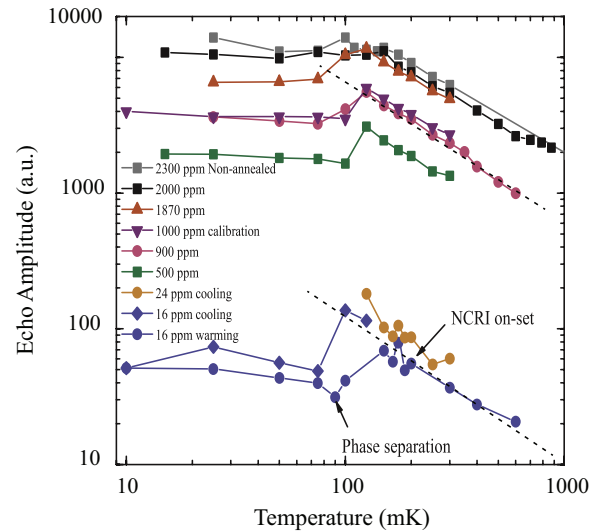 10000
1000
100
10
Echo Amplitude (a.u.)
2300 ppm Non-annealed
2000 ppm
1870 ppm
1000 ppm calibration
900 ppm
500 ppm
24 ppm cooling
16 ppm cooling
16 ppm warming
NCRI on-set
Phase separation
10
100
1000
Temperature (mK)